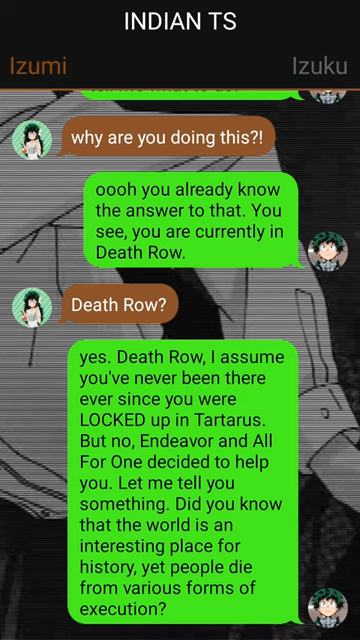 INDIAN TS
Izumi
Izuku
why are you doing this?!
oooh you already know
the answer to that. You
see, you are currently in
Death Row.
Death Row?
yes. Death Row, I assume
you've never been there
ever since you were
LOCKED up in Tartarus.
But no, Endeavor and All
For One decided to help
you. Let me tell you
something. Did you know
that the world is an
interesting place for
history, yet people die
from various forms of
execution?